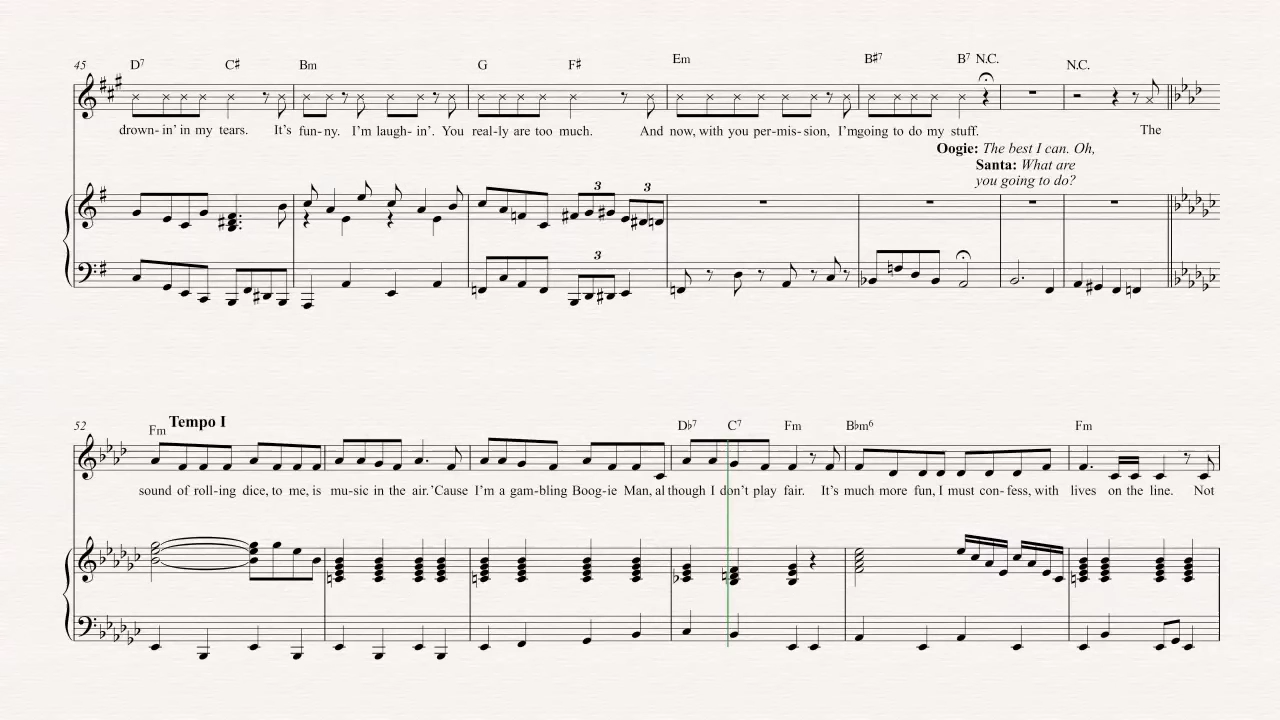 45 D7 C♯ Bm G F♯ Em B♯7 B7 N.C. N.C.
drown- in' in my tears. It's fun- ny. I'm laugh- in'. You real- ly are too much. And now, with you per- mis- sion, I'mgoing to do my stuff. The
Oogie: The best I can. Oh,
Santa: What are
you going to do?
3 3
3
52 Fm Tempo I D♭7 C7 Fm B♭m6 Fm
sound of roll- ing dice, to me, is mu- sic in the air. 'Cause I'm a gam- bling Boog- ie Man, al though I don't play fair. It's much more fun, I must con- fess, with lives on the line. Not